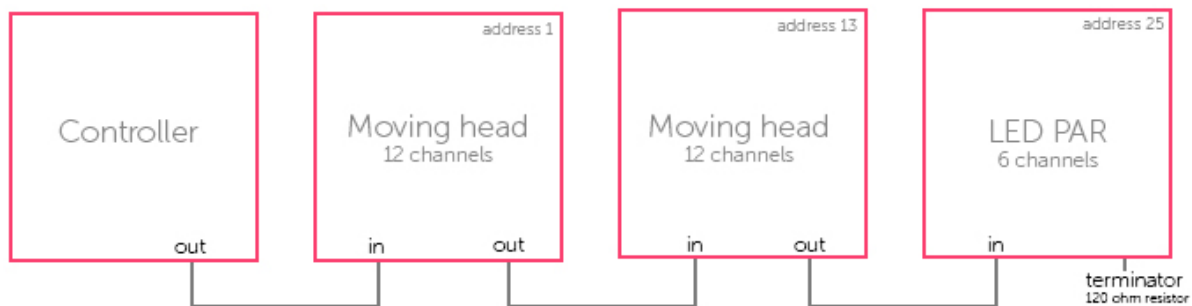 Controller
out
address 1
Moving head
12 channels
in out
address 13
Moving head
12 channels
in out
address 25
LED PAR
6 channels
in
terminator
120 ohm resistor